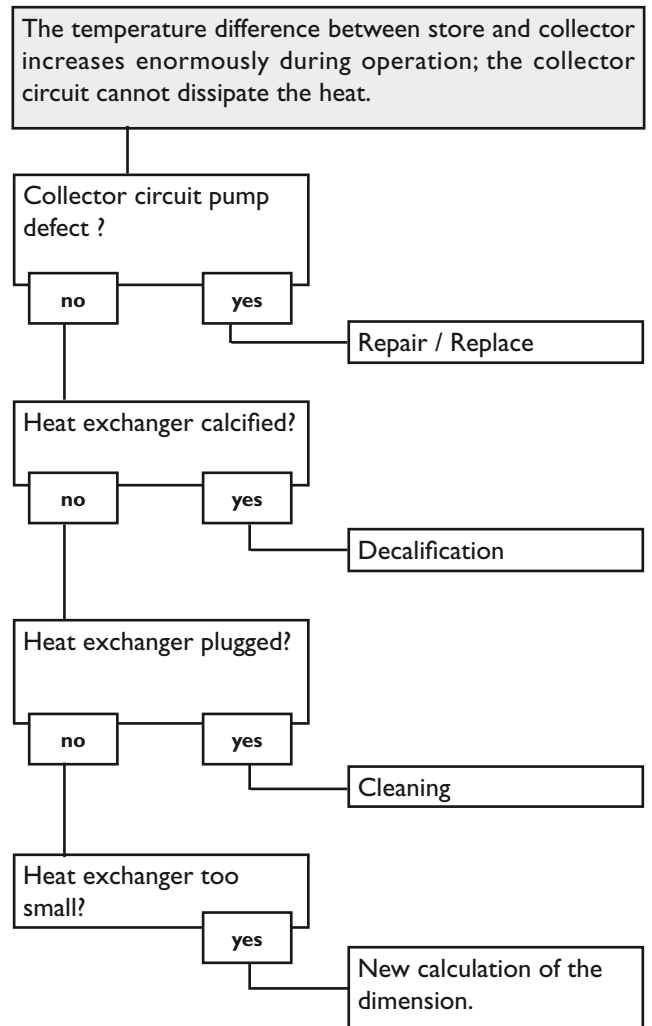 The temperature difference between store and collector
increases enormously during operation; the collector
circuit cannot dissipate the heat.
Collector circuit pump
defect ?
no
yes
Repair / Replace
Heat exchanger calcified?
no
yes
Decalification
Heat exchanger plugged?
no
yes
Cleaning
Heat exchanger too
small?
yes
New calculation of the
dimension.